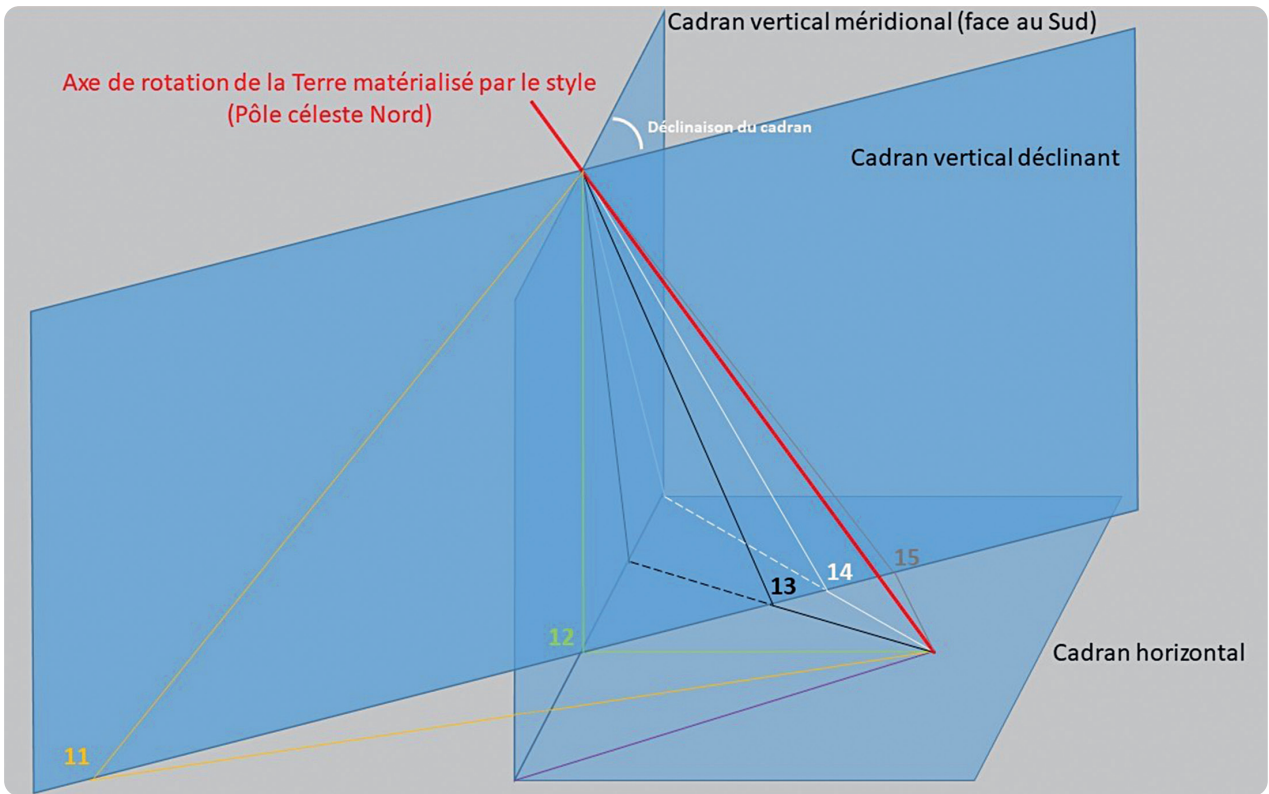 Cadran vertical méridional (face au Sud)
Axe de rotation de la Terre matérialisé par le style
(Pôle céleste Nord)
Déclinaison du cadran
Cadran vertical déclinant
15
14
13
12
Cadran horizontal
11